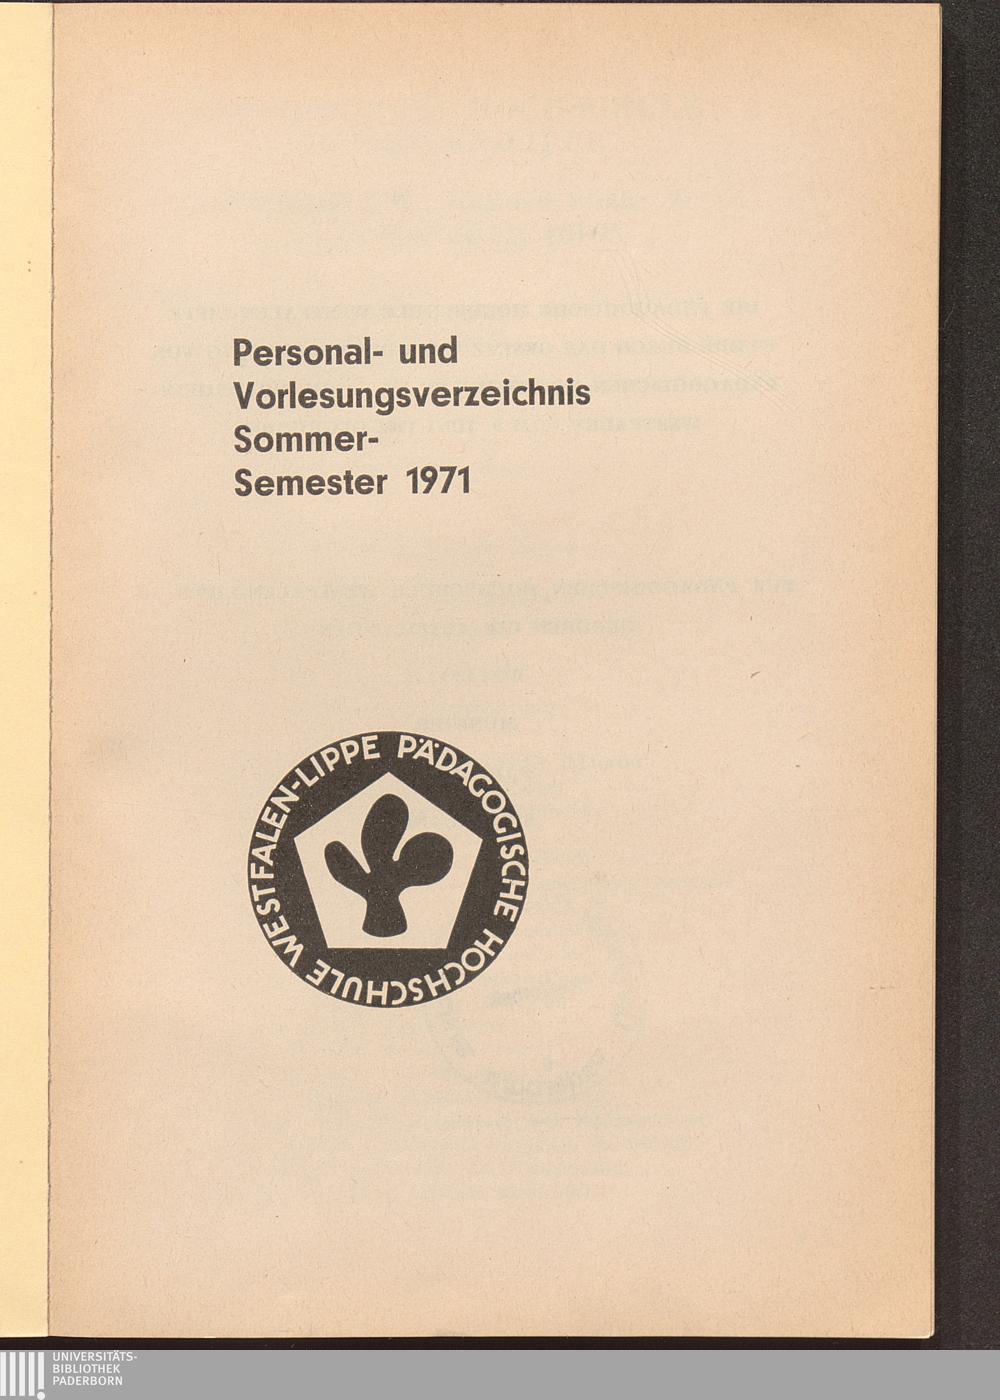 Personal- und
Vorlesungsverzeichnis
Sommer-
Semester 1971
PÄDAGOGISCHE HOCHSCHULE WESTFALEN-LIPPE
UNIVERSITÄTS-
BIBLIOTHEK
PADERBORN